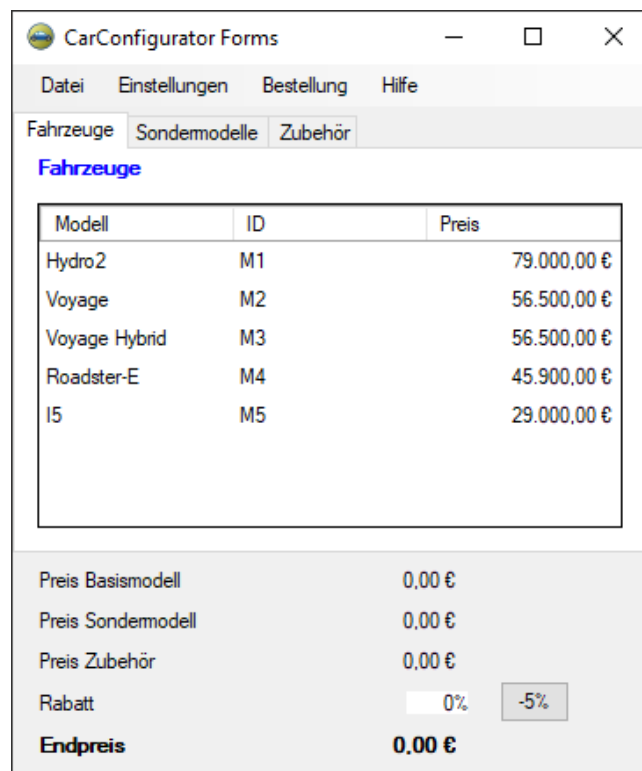 CarConfigurator Forms
Datei Einstellungen Bestellung Hilfe
Fahrzeuge Sondermodelle Zubehör
Fahrzeuge
Modell ID Preis
Hydro2 M1 79.000,00 €
Voyage M2 56.500,00 €
Voyage Hybrid M3 56.500,00 €
Roadster-E M4 45.900,00 €
I5 M5 29.000,00 €
Preis Basismodell 0,00 €
Preis Sondermodell 0,00 €
Preis Zubehör 0,00 €
Rabatt 0% -5%
Endpreis 0,00 €